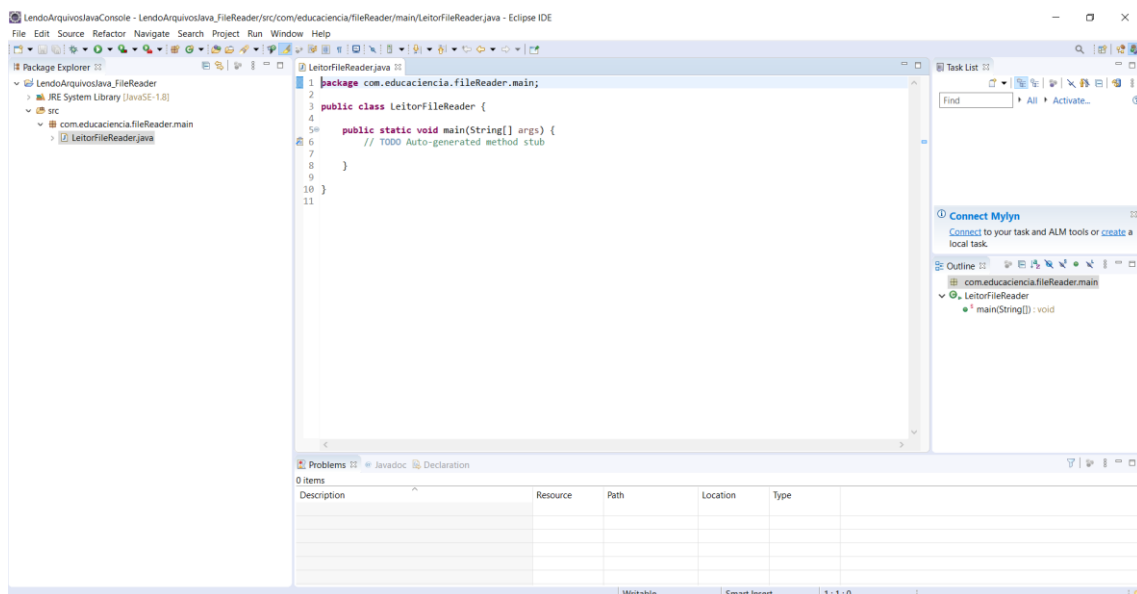 LendoArquivosJavaConsole - LendoArquivosJava_FileReader/src/com/educaciencia/fileReader/main/LeitorFileReader.java - Eclipse IDE
File Edit Source Refactor Navigate Search Project Run Window Help
Package Explorer
LendoArquivosJava_FileReader
JRE System Library [JavaSE-1.8]
src
com.educaciencia.fileReader.main
LeitorFileReader.java
LeitorFileReader.java
1 package com.educaciencia.fileReader.main;
2
3 public class LeitorFileReader {
4
5 public static void main(String[] args) {
6 // TODO Auto-generated method stub
7
8 }
9
10 }
11
Task List
Find All Activate...
Connect Mylyn
Connect to your task and ALM tools or create a
local task.
Outline
com.educaciencia.fileReader.main
LeitorFileReader
main(String[]) : void
Problems Javadoc Declaration
0 items
Description Resource Path Location Type
Writable Smart Insert 1 : 1 : 0